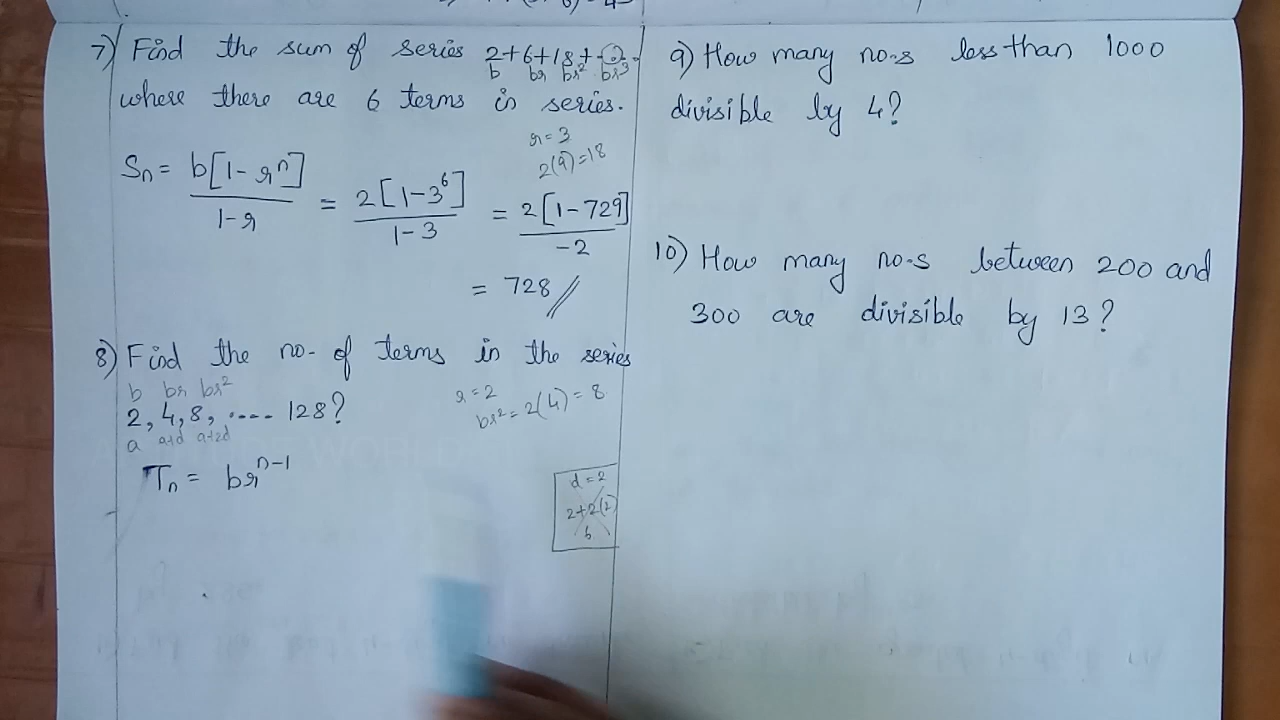 7) Find the sum of series 2+6+18+
b br br² br³
where there are 6 terms in series.
r=3
2(9)=18
Sn = b[1-rⁿ] / 1-r = 2[1-3⁶] / 1-3 = 2[1-729] / -2
= 728 //
8) Find the no. of terms in the series
b br br²
2, 4, 8, ..... 128?
a a+d a+2d
r=2
br²=2(4)=8
Tn = brⁿ⁻¹
d=2
2+2(2)
6
9) How many no.s less than 1000
divisible by 4?
10) How many no.s between 200 and
300 are divisible by 13?